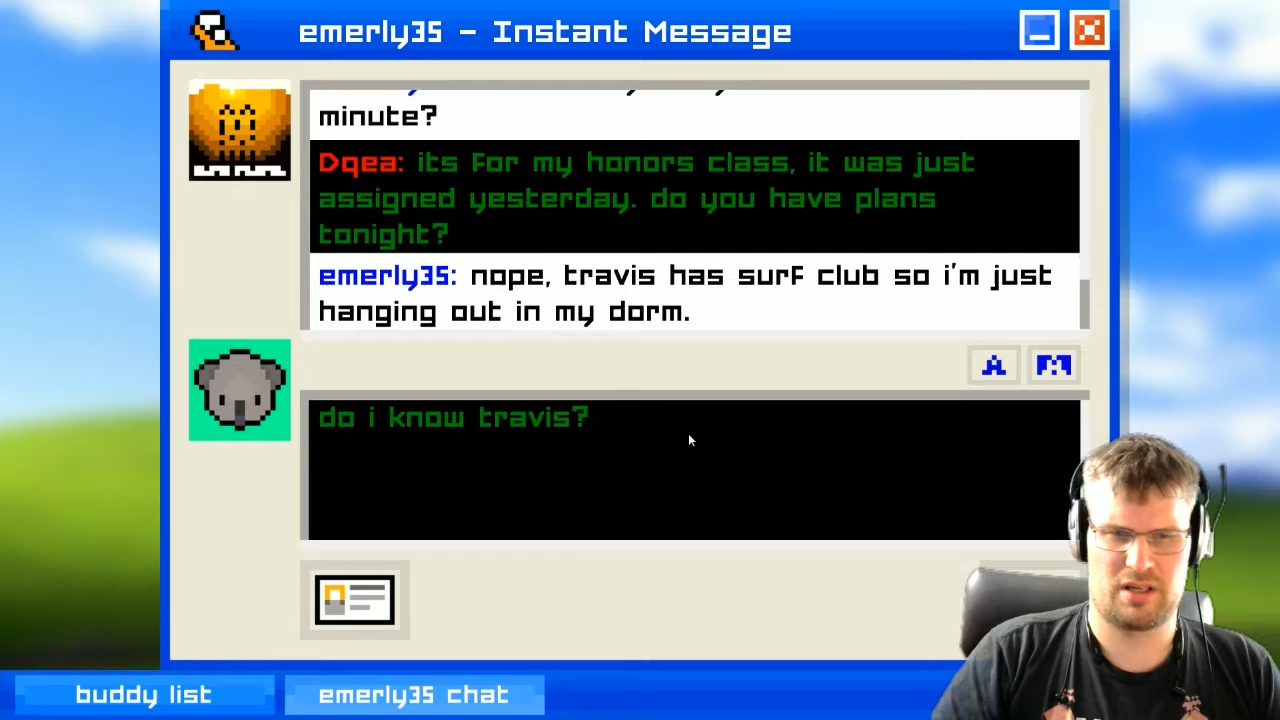 emerly35 - Instant Message
minute?
Dqea: its for my honors class, it was just
assigned yesterday. do you have plans
tonight?
emerly35: nope, travis has surf club so i'm just
hanging out in my dorm.
A
do i know travis?
buddy list
emerly35 chat